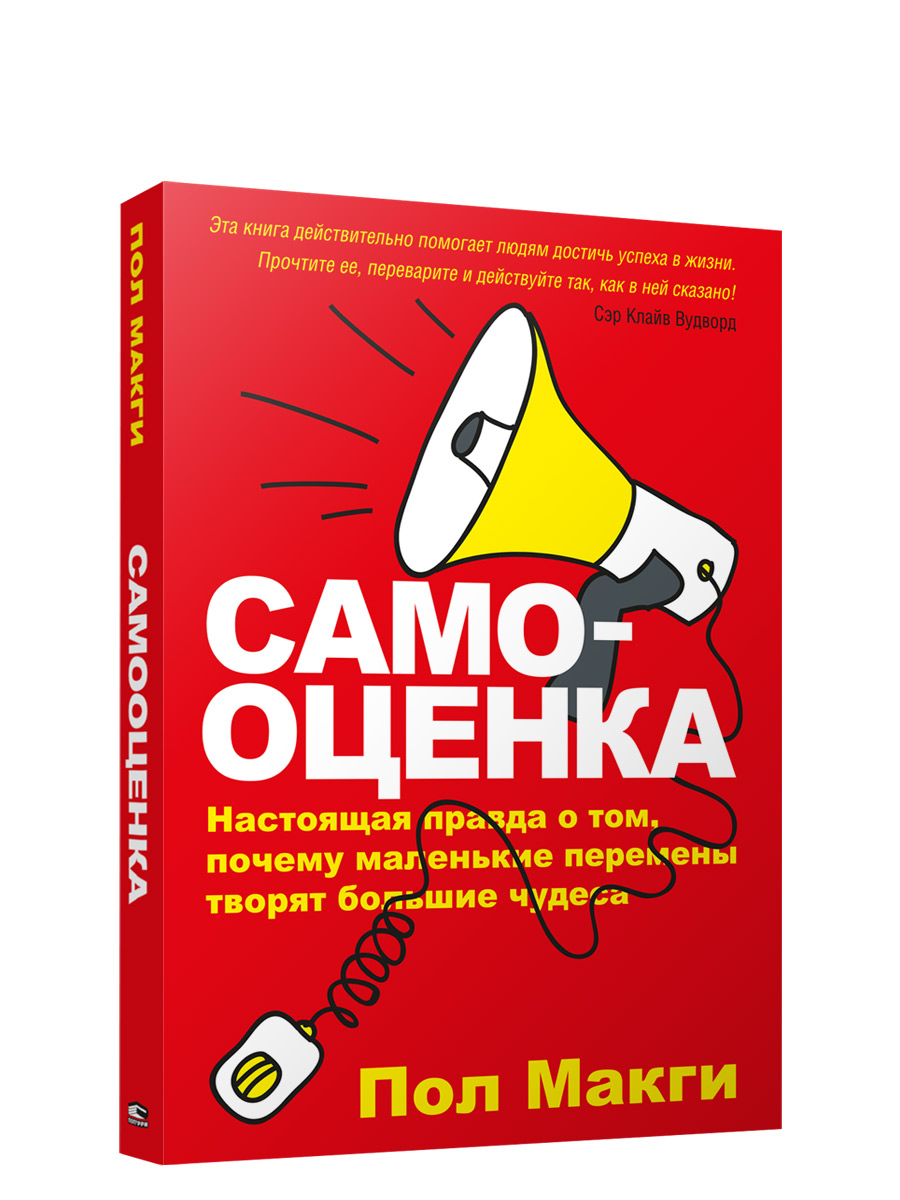 Эта книга действительно помогает людям достичь успеха в жизни.
Прочтите ее, переварите и действуйте так, как в ней сказано!
Сэр Клайв Вудворд
САМО-
ОЦЕНКА
Настоящая правда о том,
почему маленькие перемены
творят большие чудеса
Пол Макги
ПОЛ МАКГИ
САМООЦЕНКА
ПОПУРРИ